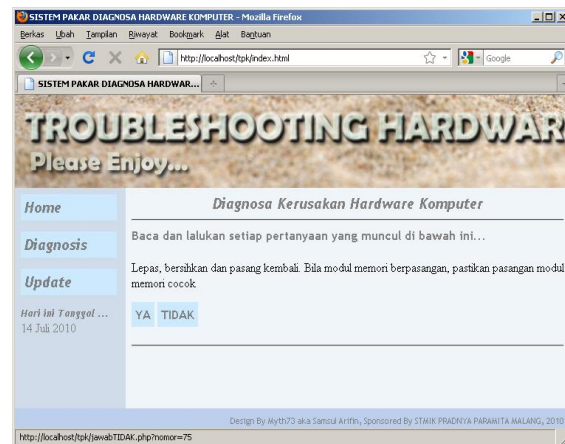 SISTEM PAKAR DIAGNOSA HARDWARE KOMPUTER - Mozilla Firefox
Berkas Ubah Tampilan Riwayat Bookmark Alat Bantuan
http://localhost/tpk/index.html
Google
SISTEM PAKAR DIAGNOSA HARDWAR...
TROUBLESHOOTING HARDWAR
Please Enjoy...
Home
Diagnosis
Update
Hari ini Tanggal ...
14 Juli 2010
Diagnosa Kerusakan Hardware Komputer
Baca dan lalukan setiap pertanyaan yang muncul di bawah ini...
Lepas, bersihkan dan pasang kembali. Bila modul memori berpasangan, pastikan pasangan modul
memori cocok
YA TIDAK
Design By Myth73 aka Samsul Arifin, Sponsored By STMIK PRADNYA PARAMITA MALANG, 2010
http://localhost/tpk/jawabTIDAK.php?nomor=75